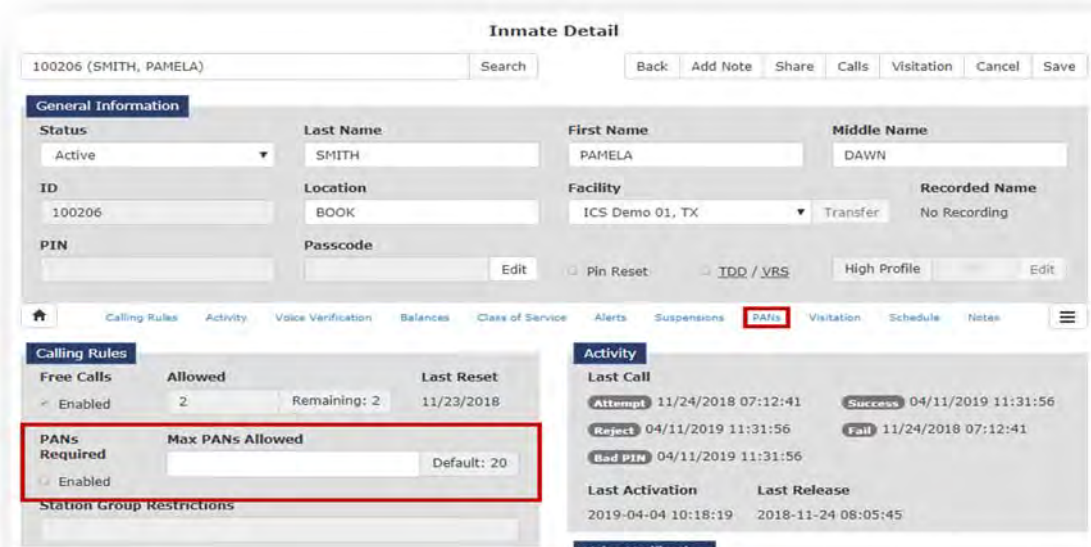 Inmate Detail
100206 (SMITH, PAMELA) Search Back Add Note Share Calls Visitation Cancel Save
General Information
Status Last Name First Name Middle Name
Active SMITH PAMELA DAWN
ID Location Facility Recorded Name
100206 BOOK ICS Demo 01, TX Transfer No Recording
PIN Passcode
Edit Pin Reset TDD / VRS High Profile Edit
Calling Rules Activity Voice Verification Balances Class of Service Alerts Suspensions PANs Visitation Schedule Notes
Calling Rules
Free Calls Allowed Last Reset
Enabled 2 Remaining: 2 11/23/2018
PANs Required Max PANs Allowed
Default: 20
Enabled
Station Group Restrictions
Activity
Last Call
Attempt 11/24/2018 07:12:41 Success 04/11/2019 11:31:56
Reject 04/11/2019 11:31:56 Fail 11/24/2018 07:12:41
Bad PIN 04/11/2019 11:31:56
Last Activation Last Release
2019-04-04 10:18:19 2018-11-24 08:05:45